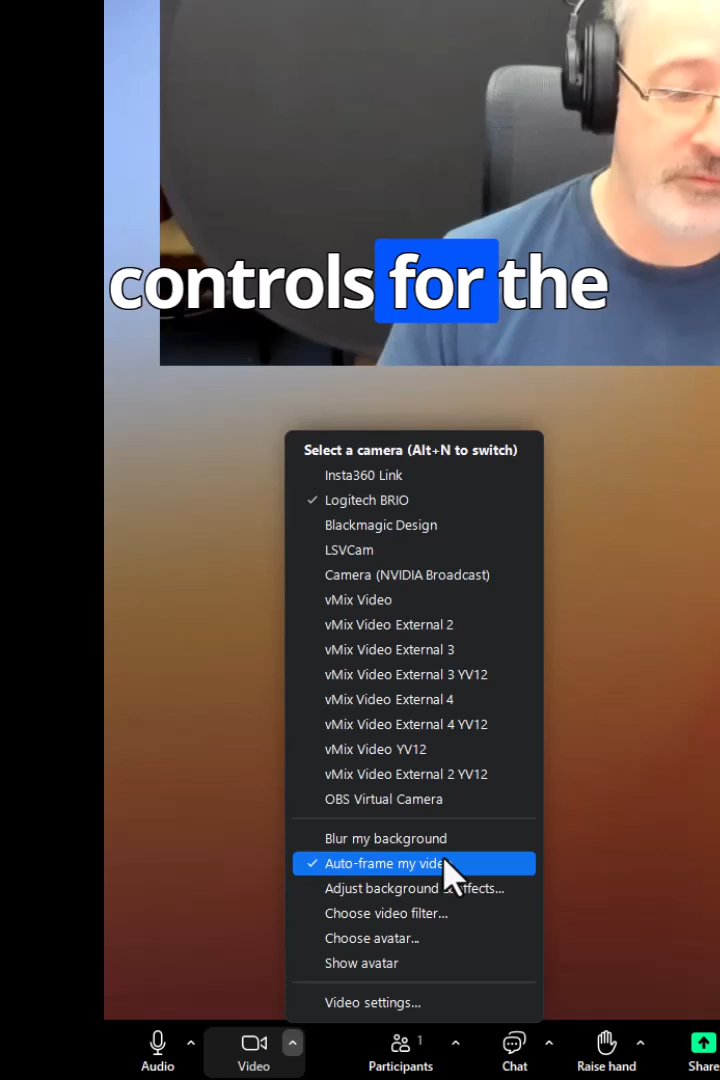 controls for the
Select a camera (Alt+N to switch)
Insta360 Link
Logitech BRIO
Blackmagic Design
LSVCam
Camera (NVIDIA Broadcast)
vMix Video
vMix Video External 2
vMix Video External 3
vMix Video External 3 YV12
vMix Video External 4
vMix Video External 4 YV12
vMix Video YV12
vMix Video External 2 YV12
OBS Virtual Camera
Blur my background
Auto-frame my
Adjust background
Choose video filter...
Choose avatar...
Show avatar
Video settings...
1
Audio Video Participants Chat Raise hand Share